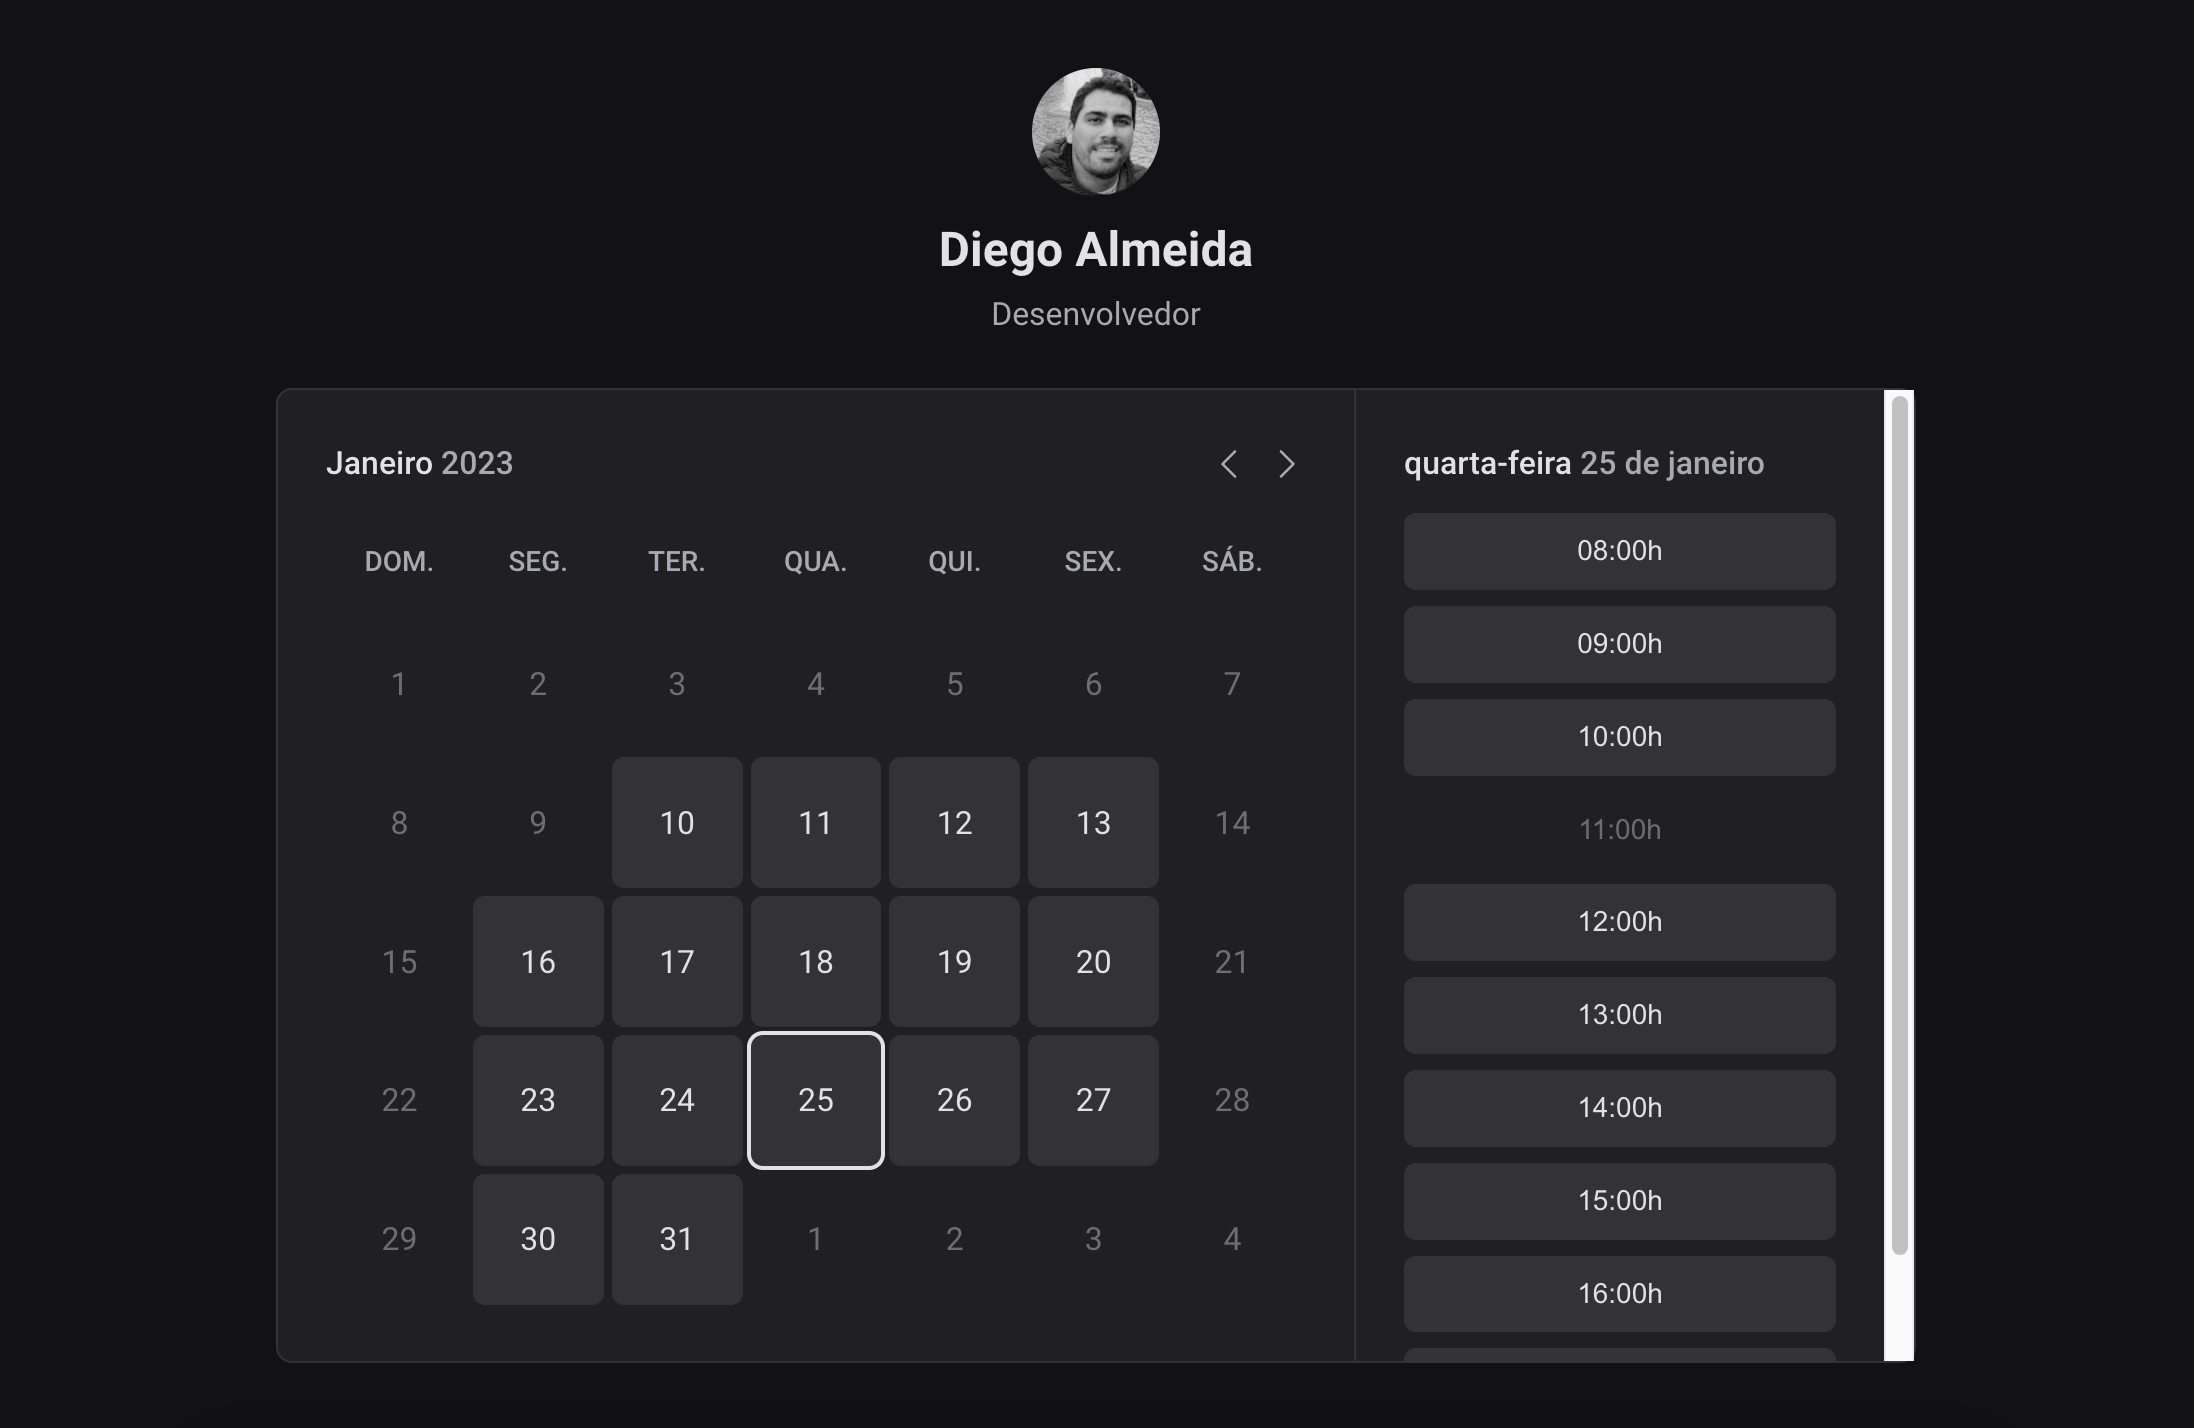 Diego Almeida
Desenvolvedor
Janeiro 2023
DOM. SEG. TER. QUA. QUI. SEX. SÁB.
1 2 3 4 5 6 7
8 9 10 11 12 13 14
15 16 17 18 19 20 21
22 23 24 25 26 27 28
29 30 31 1 2 3 4
quarta-feira 25 de janeiro
08:00h
09:00h
10:00h
11:00h
12:00h
13:00h
14:00h
15:00h
16:00h